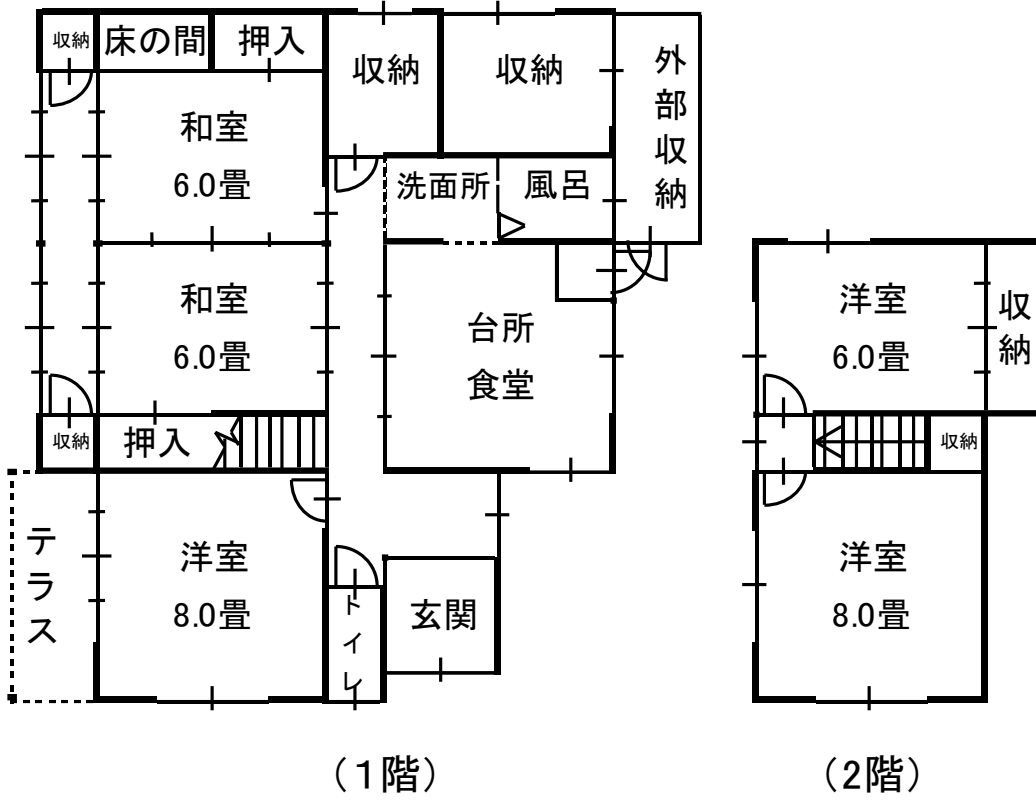 収納
床の間
押入
収納
収納
外部収納
和室
6.0畳
洗面所
風呂
和室
6.0畳
台所
食堂
収納
押入
テラス
洋室
8.0畳
トイレ
玄関
(1階)
洋室
6.0畳
収納
収納
洋室
8.0畳
(2階)